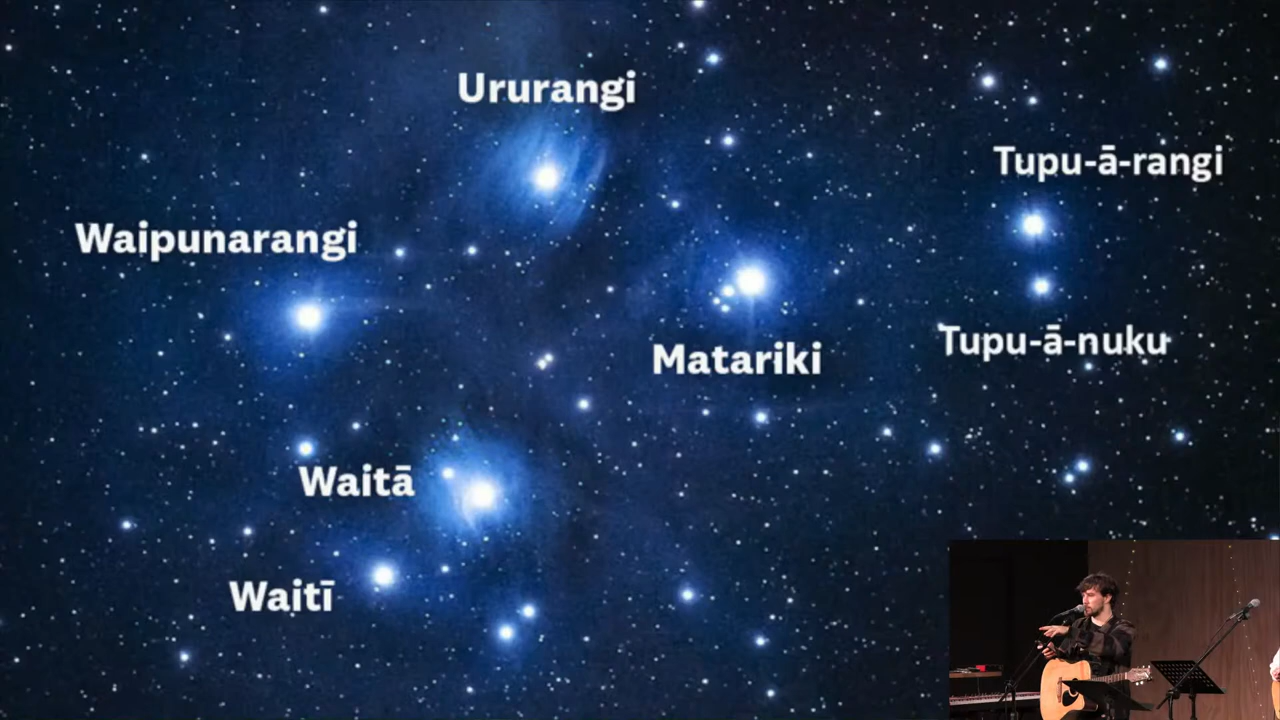 Ururangi
Tupu-ā-rangi
Waipunarangi
Tupu-ā-nuku
Matariki
Waitā
Waitī